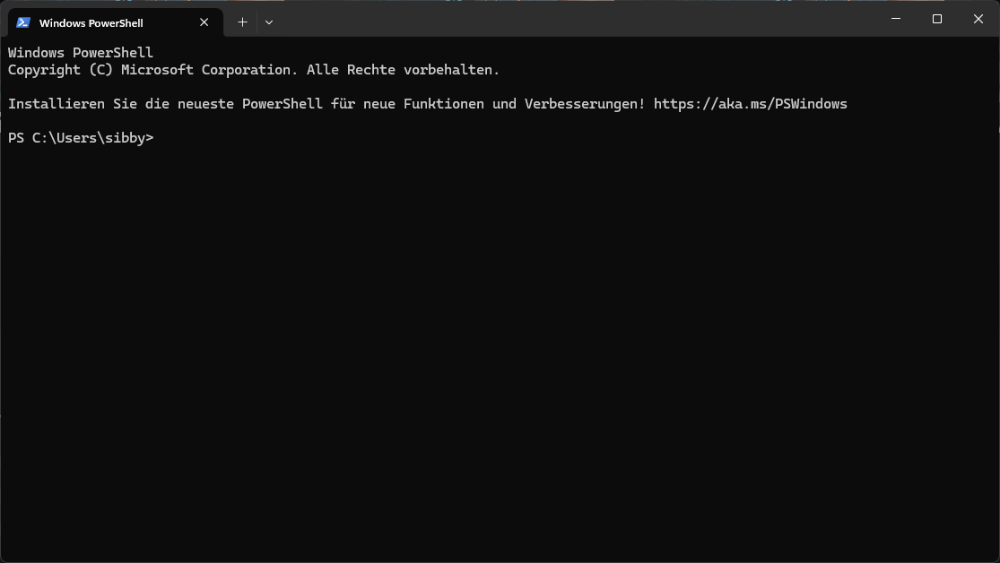 Windows PowerShell
Windows PowerShell
Copyright (C) Microsoft Corporation. Alle Rechte vorbehalten.
Installieren Sie die neueste PowerShell für neue Funktionen und Verbesserungen! https://aka.ms/PSWindows
PS C:\Users\sibby>